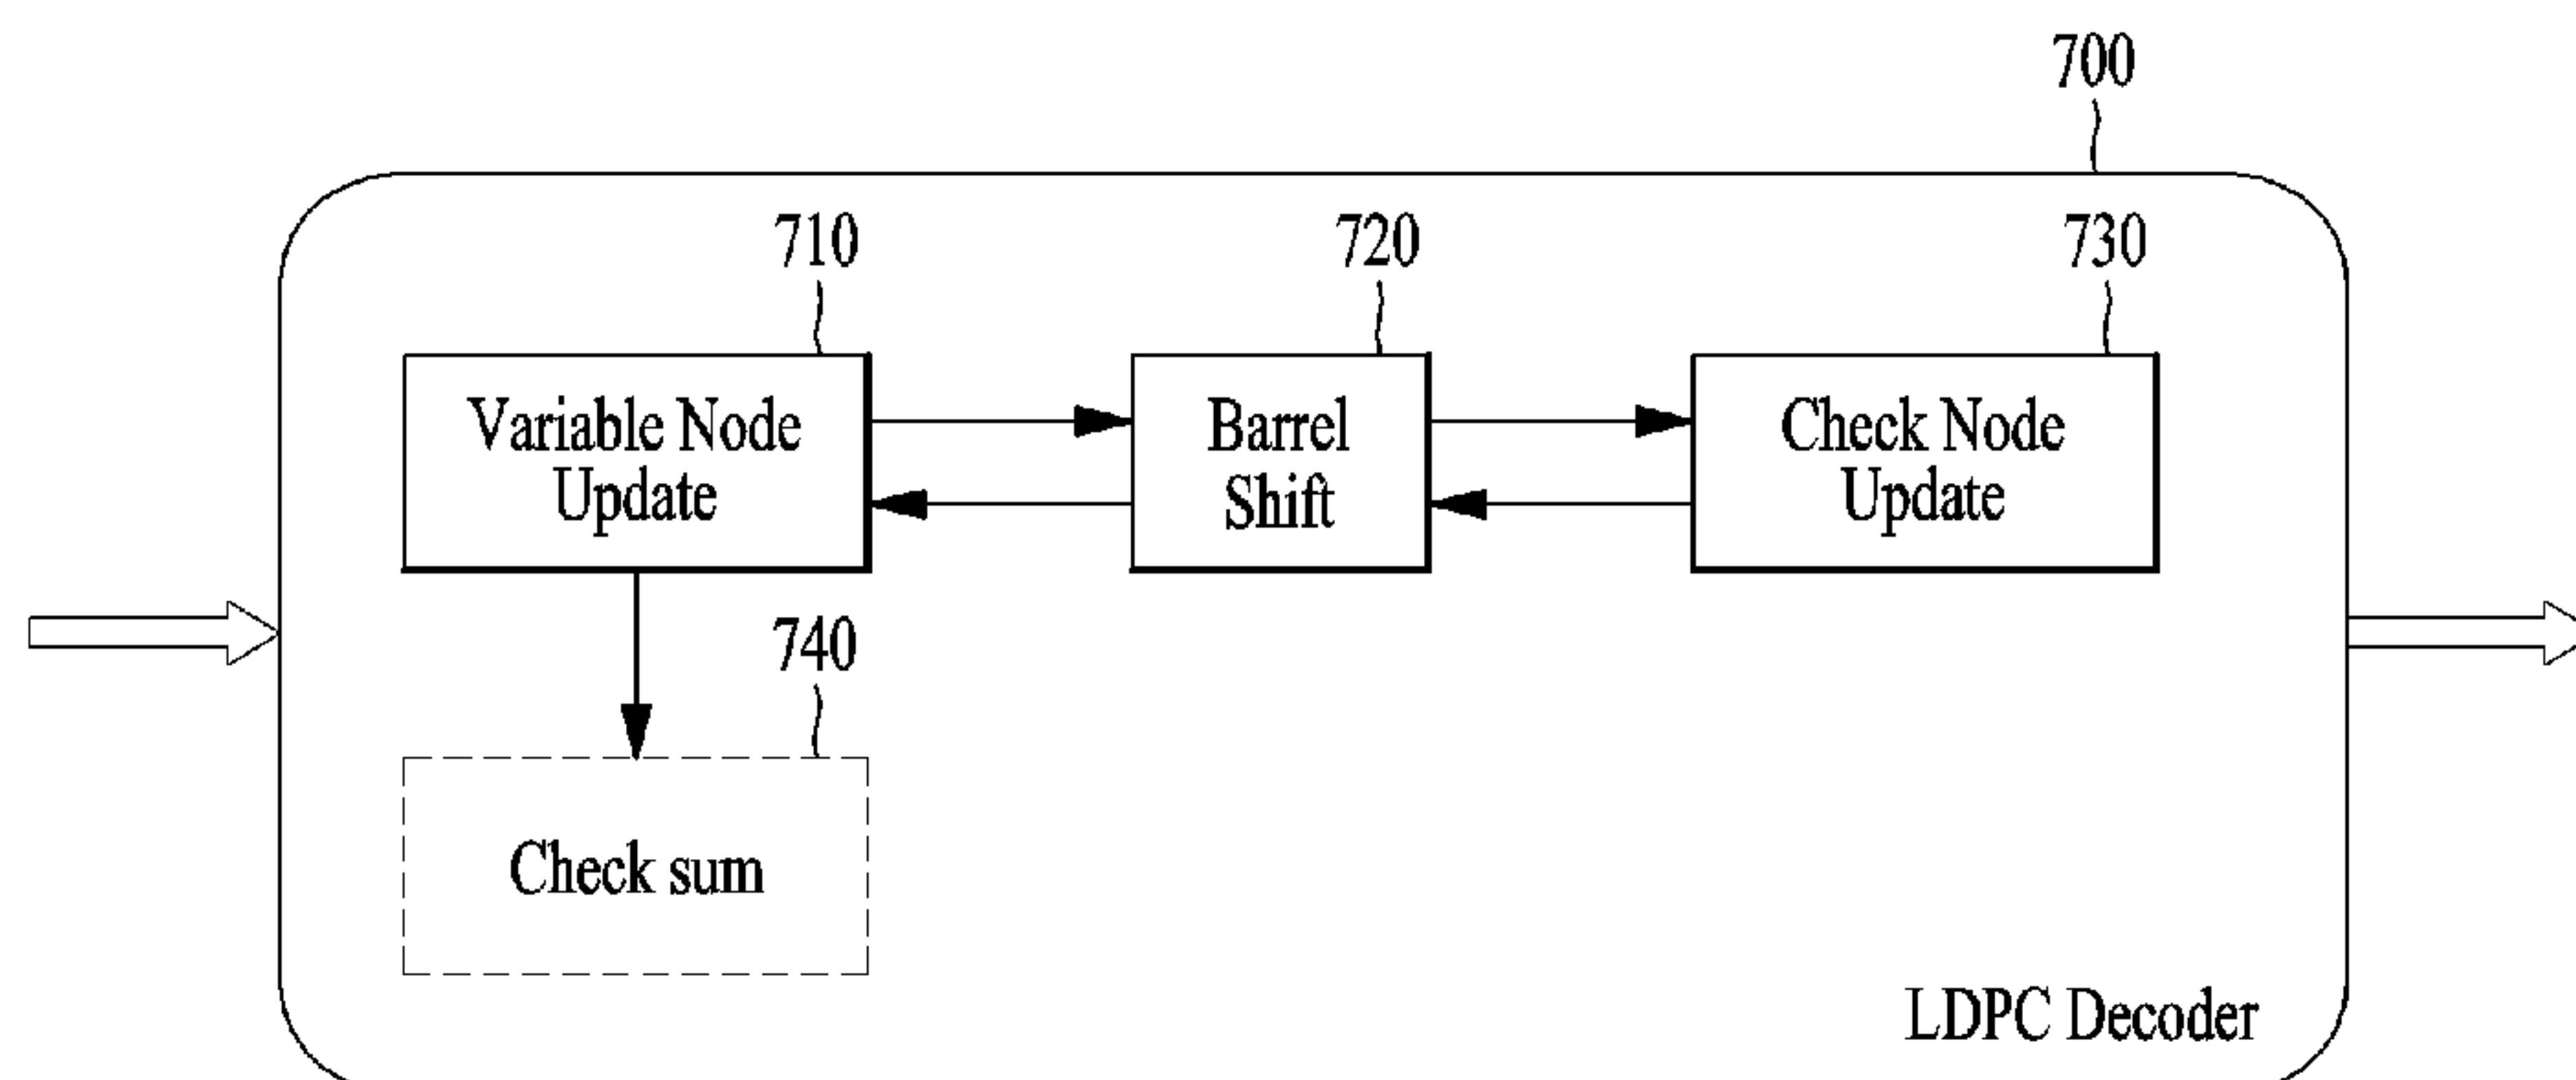 700
710
720
730
Variable Node
Update
Barrel
Shift
Check Node
Update
740
Check sum
LDPC Decoder